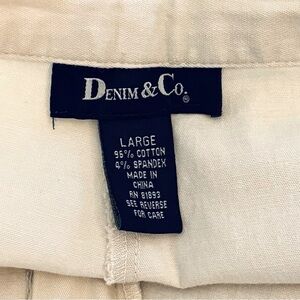 DENIM & CO.®
LARGE
96% COTTON
4% SPANDEX
MADE IN
CHINA
RN 81893
SEE REVERSE
FOR CARE